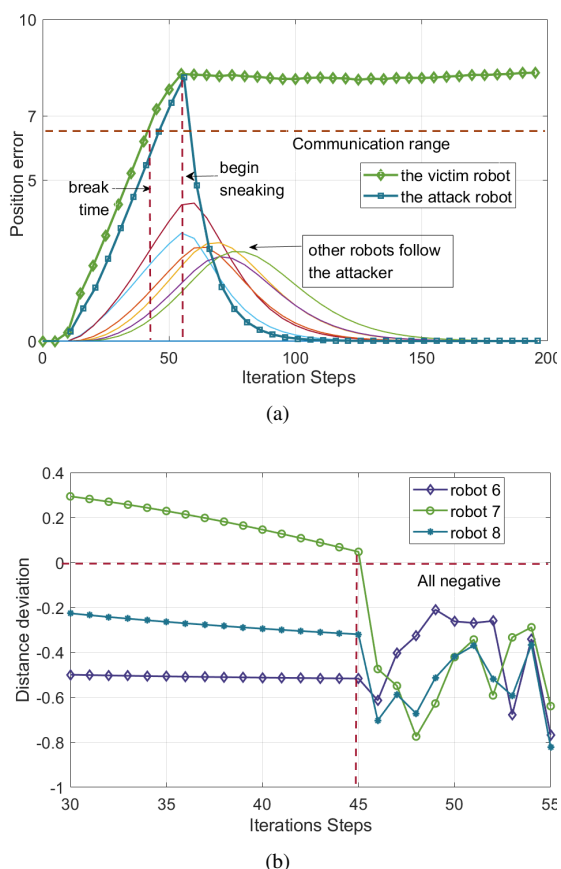 10
7
5
0
Position error
Communication range
break
time
begin
sneaking
the victim robot
the attack robot
other robots follow
the attacker
0
50
100
150
200
Iteration Steps
(a)
0.4
0.2
0
-0.2
-0.4
-0.6
-0.8
-1
Distance deviation
robot 6
robot 7
robot 8
All negative
30
35
40
45
50
55
Iterations Steps
(b)